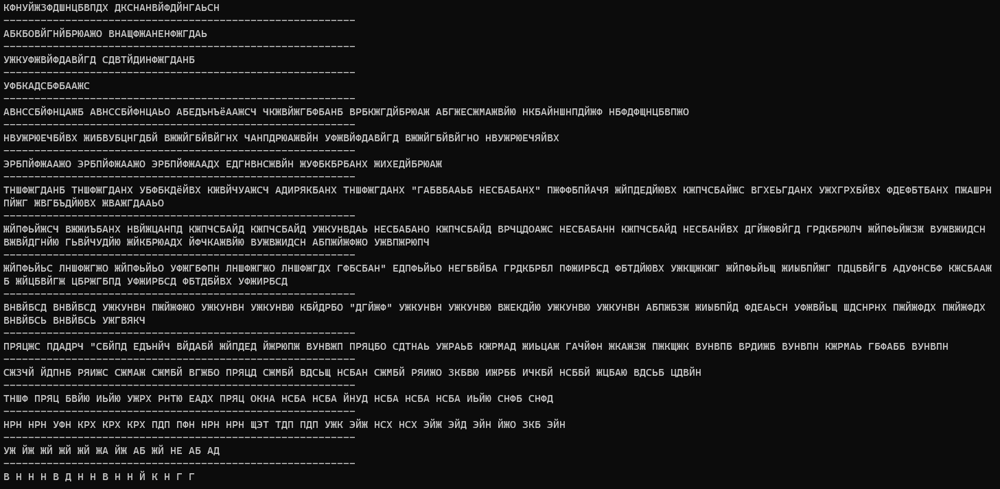 КФНУЙЖЗФДШНЦБВПДХ ДКСНАНВЙФДЙНГАЬСН
---------------------------------------------------------
АБКБОВЙГНЙБРЮАЖО ВНАЩФЖАНЕНФЖГДАЬ
---------------------------------------------------------
УЖКУФЖВЙФДАВЙГД СДВТЙДИНФЖГДАНБ
---------------------------------------------------------
УФБКАДСБФБААЖС
---------------------------------------------------------
АВНССБЙФНЦАЖБ АВНССБЙФНЦАЬО АБЕДЪНЪёААЖСЧ ЧКЖВЙЖГБФБАНБ ВРБКЖГДЙБРЮАЖ АБГЖЕСЖМАЖВЙЮ НКБАЙНШНПДЙЖФ НБФДФЩНЦБВПЖО
---------------------------------------------------------
НВУЖРЮЕЧБЙВХ ЖИБВУБЦНГДБЙ ВЖЖЙГБЙВЙГНХ ЧАНПДРЮАЖВЙН УФЖВЙФДАВЙГД ВЖЖЙГБЙВЙГНО НВУЖРЮЕЧЯЙВХ
---------------------------------------------------------
ЭРБПЙФЖААЖО ЭРБПЙФЖААЖО ЭРБПЙФЖААДХ ЕДГНВНСЖВЙН ЖУФБКБРБАНХ ЖИХЕДЙБРЮАЖ
---------------------------------------------------------
ТНШФЖГДАНБ ТНШФЖГДАНХ УБФБКДёЙВХ КЖВЙЧУАЖСЧ АДИРЯКБАНХ ТНШФЖГДАНХ "ГАБВБААЬБ НЕСБАБАНХ" ПЖФФБПЙАЧЯ ЖЙПДЕДЙЮВХ КЖПЧСБАЙЖС ВГХЕЬГДАНХ УЖХГРХБЙВХ ФДЕФБТБАНХ ПЖАШРН
ПЙЖГ ЖВГБЪДЙЮВХ ЖВАЖГДААЬО
---------------------------------------------------------
ЖЙПФЬЙЖСЧ ВЖЖИЪБАНХ НВЙЖЦАНПД КЖПЧСБАЙД КЖПЧСБАЙД УЖКУНВДАЬ НЕСБАБАНО КЖПЧСБАЙД ВРЧЦДОАЖС НЕСБАБАНН КЖПЧСБАЙД НЕСБАНЙВХ ДГЙЖФВЙГД ГРДКБРЮЛЧ ЖЙПФЬЙЖЗЖ ВУЖВЖИДСН
ВЖВЙДГНЙЮ ГЬВЙЧУДЙЮ ЖЙКБРЮАДХ ЙФЧКАЖВЙЮ ВУЖВЖИДСН АБПЖЙЖФЖО УЖВПЖРЮПЧ
---------------------------------------------------------
ЖЙПФЬЙЬС ЛНШФЖГЖО ЖЙПФЬЙЬО УФЖГБФПН ЛНШФЖГЖО ЛНШФЖГДХ ГФБСБАН" ЕДПФЬЙЬО НЕГБВЙБА ГРДКБРБЛ ПФЖИРБСД ФБТДЙЮВХ УЖКЩЖКЖГ ЖЙПФЬЙЬЩ ЖИЫБПЙЖГ ПДЦБВЙГБ АДУФНСБФ КЖСБААЖ
Б ЖЙЦБВЙГЖ ЦБРЖГБПД УФЖИРБСД ФБТДБЙВХ УФЖИРБСД
---------------------------------------------------------
ВНВЙБСД ВНВЙБСД УЖКУНВН ПЖЙЖФЖО УЖКУНВН УЖКУНВЮ КБЙДРБО "ДГЙЖФ" УЖКУНВН УЖКУНВЮ ВЖЕКДЙЮ УЖКУНВЮ УЖКУНВН АБПЖБЗЖ ЖИЫБПЙД ФДЕАЬСН УФЖВЙЬЩ ШДСНРНХ ПЖЙЖФДХ ПЖЙЖФДХ
ВНВЙБСЬ ВНВЙБСЬ УЖГВЯКЧ
---------------------------------------------------------
ПРЯЦЖС ПДАДРЧ "СБЙПД ЕДЪНЙЧ ВЙДАБЙ ЖЙПДЕД ЙЖРЮПЖ ВУНВЖП ПРЯЦБО СДТНАЬ УЖРАЬБ КЖРМАД ЖИЬЦАЖ ГАЧЙФН ЖКАЖЗЖ ПЖКЩЖК ВУНВПБ ВРДИЖБ ВУНВПН КЖРМАЬ ГБФАББ ВУНВПН
---------------------------------------------------------
СЖЗЧЙ ЙДПНБ РЯИЖС СЖМАЖ СЖМБЙ ВГЖБО ПРЯЦД СЖМБЙ ВДСЬЩ НСБАН СЖМБЙ РЯИЖО ЗКБВЮ ИЖРББ ИЧКБЙ НСББЙ ЖЦБАЮ ВДСЬБ ЦДВЙН
---------------------------------------------------------
ТНШФ ПРЯЦ БВЙЮ ИЬЙЮ УЖРХ РНТЮ ЕАДХ ПРЯЦ ОКНА НСБА НСБА ЙНУД НСБА НСБА НСБА ИЬЙЮ СНФБ СНФД
---------------------------------------------------------
НРН НРН УФН КРХ КРХ КРХ ПДП ПФН НРН НРН ЩЭТ ТДП ПДП УЖК ЭЙЖ НСХ НСХ ЭЙЖ ЭЙД ЭЙН ЙЖО ЗКБ ЭЙН
---------------------------------------------------------
УЖ ЙЖ ЖЙ ЖЙ ЖЙ ЖА ЙЖ АБ ЖЙ НЕ АБ АД
---------------------------------------------------------
В Н Н Н В Д Н Н В Н Н Й К Н Г Г